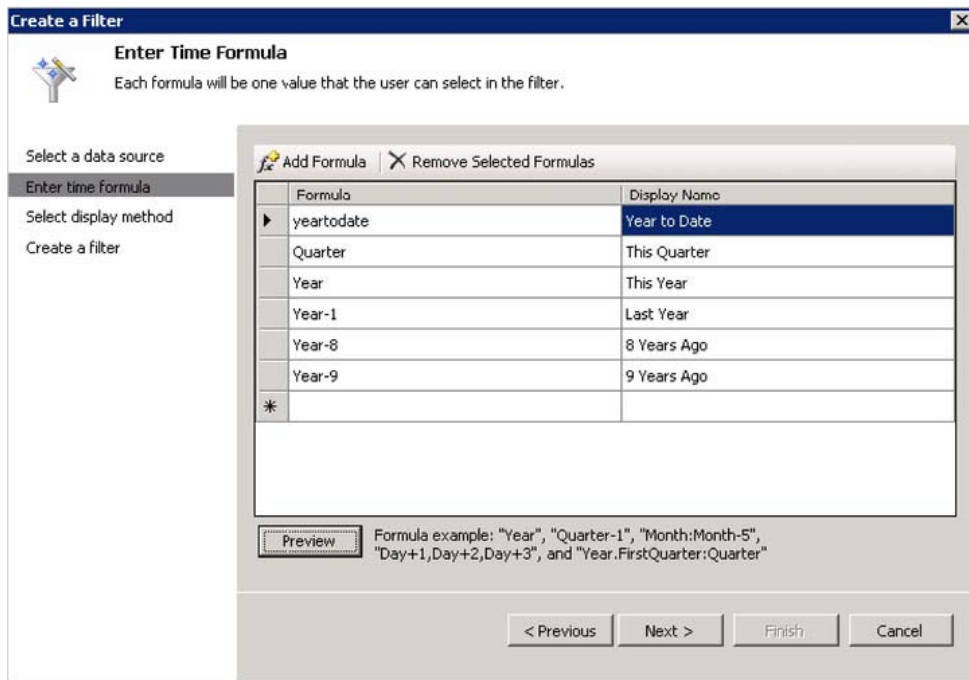 Create a Filter
Enter Time Formula
Each formula will be one value that the user can select in the filter.
Select a data source
Enter time formula
Select display method
Create a filter
Add Formula
Remove Selected Formulas
Formula Display Name
yeartodate Year to Date
Quarter This Quarter
Year This Year
Year-1 Last Year
Year-8 8 Years Ago
Year-9 9 Years Ago
Preview
Formula example: "Year", "Quarter-1", "Month:Month-5",
"Day+1,Day+2,Day+3", and "Year.FirstQuarter:Quarter"
< Previous
Next >
Finish
Cancel